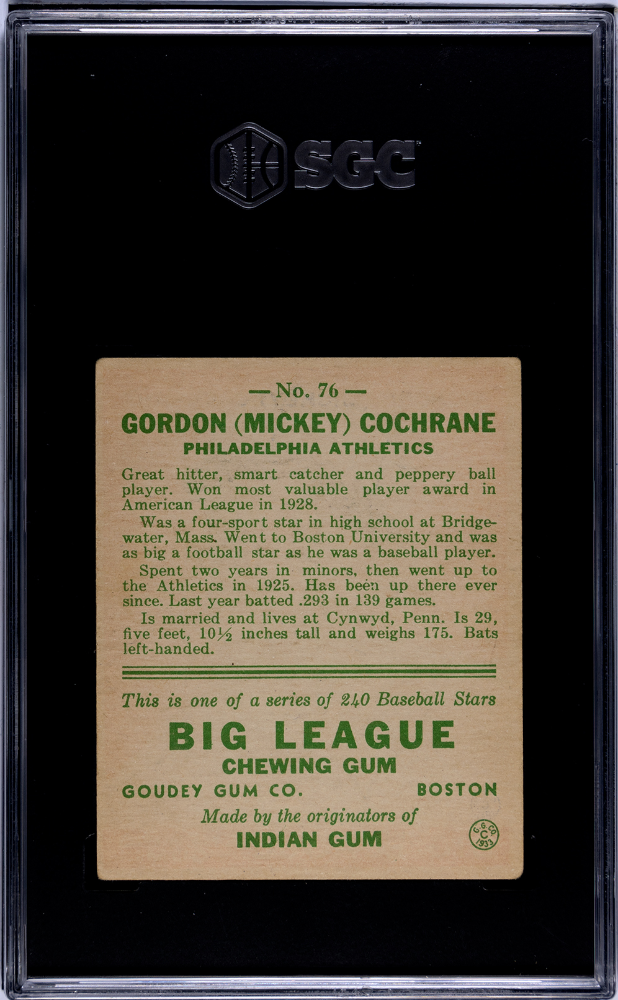 SGC
— No. 76 —
GORDON (MICKEY) COCHRANE
PHILADELPHIA ATHLETICS
Great hitter, smart catcher and peppery ball
player. Won most valuable player award in
American League in 1928.
Was a four-sport star in high school at Bridge-
water, Mass. Went to Boston University and was
as big a football star as he was a baseball player.
Spent two years in minors, then went up to
the Athletics in 1925. Has been up there ever
since. Last year batted .293 in 139 games.
Is married and lives at Cynwyd, Penn. Is 29,
five feet, 10½ inches tall and weighs 175. Bats
left-handed.
This is one of a series of 240 Baseball Stars
BIG LEAGUE
CHEWING GUM
GOUDEY GUM CO. BOSTON
Made by the originators of
INDIAN GUM
G. G. CO.
C
1933